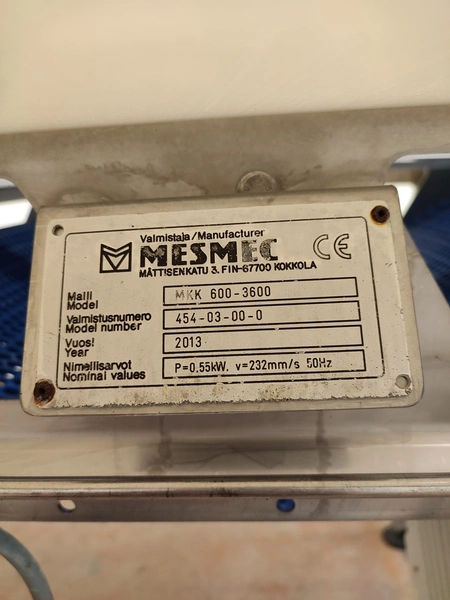 Valmistaja/Manufacturer
MESMEC CE
MÄTTISENKATU 3. FIN-67700 KOKKOLA
Malli
Model
MKK 600-3600
Valmistusnumero
Model number
454-03-00-0
Vuosi
Year
2013
Nimellisarvot
Nominal values
P=0,55kW. v=232mm/s 50Hz